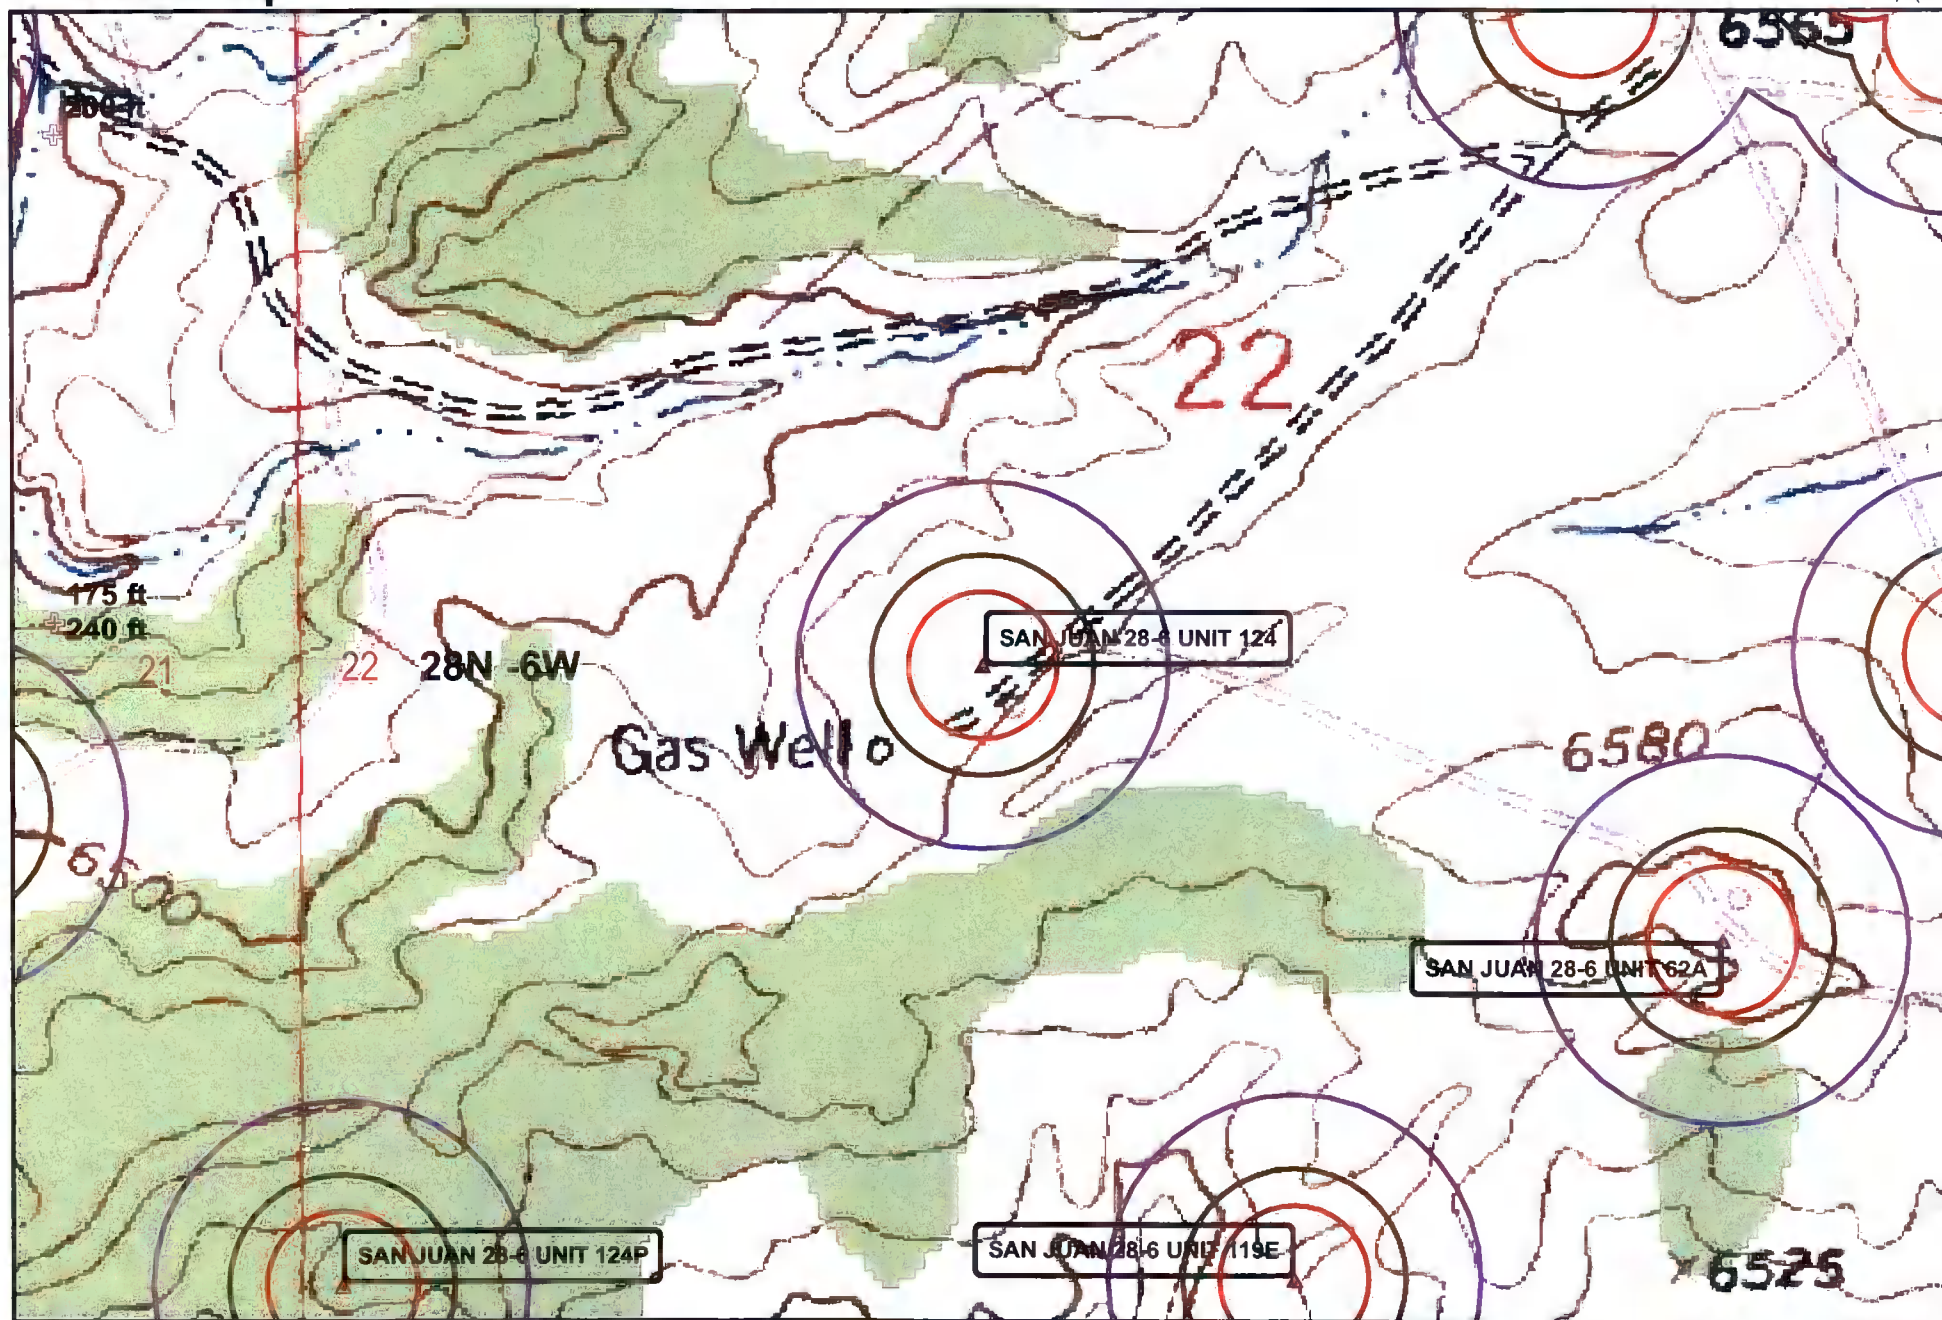 6565
200 ft
22
175 ft
240 ft
SAN JUAN 28-6 UNIT 124
21
22
28N -6W
Gas Well
6580
6500
SAN JUAN 28-6 UNIT 62A
SAN JUAN 28-6 UNIT 124P
SAN JUAN 28-6 UNIT 119E
6525